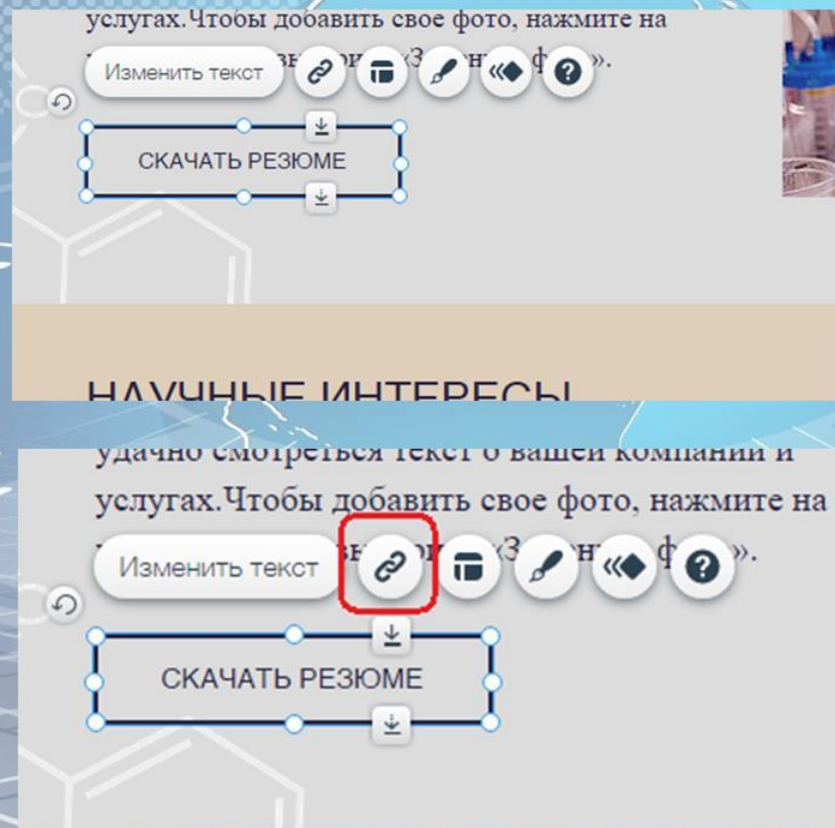 услугах.Чтобы добавить свое фото, нажмите на
Изменить текст
».
СКАЧАТЬ РЕЗЮМЕ
НАУЧНЫЕ ИНТЕРЕСЫ
удачно смотреться текст о вашей компании и
услугах.Чтобы добавить свое фото, нажмите на
Изменить текст
».
СКАЧАТЬ РЕЗЮМЕ